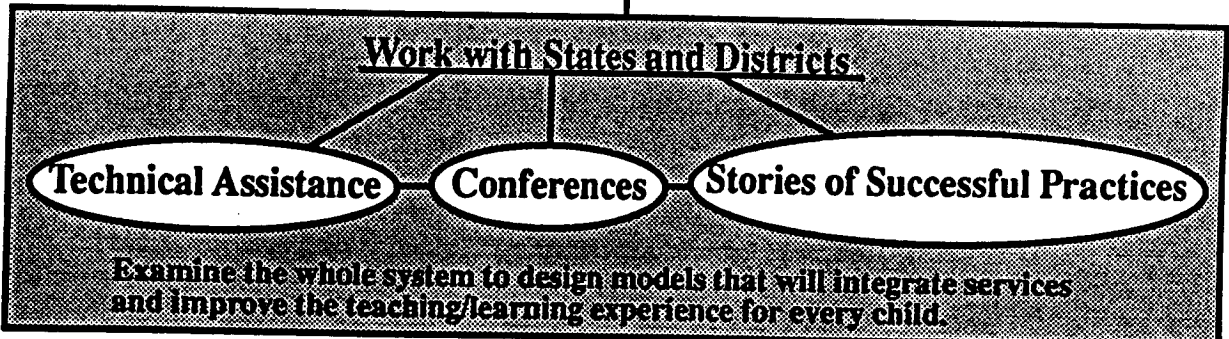 Work with States and Districts
Technical Assistance
Conferences
Stories of Successful Practices
Examine the whole system to design models that will integrate services
and improve the teaching/learning experience for every child.